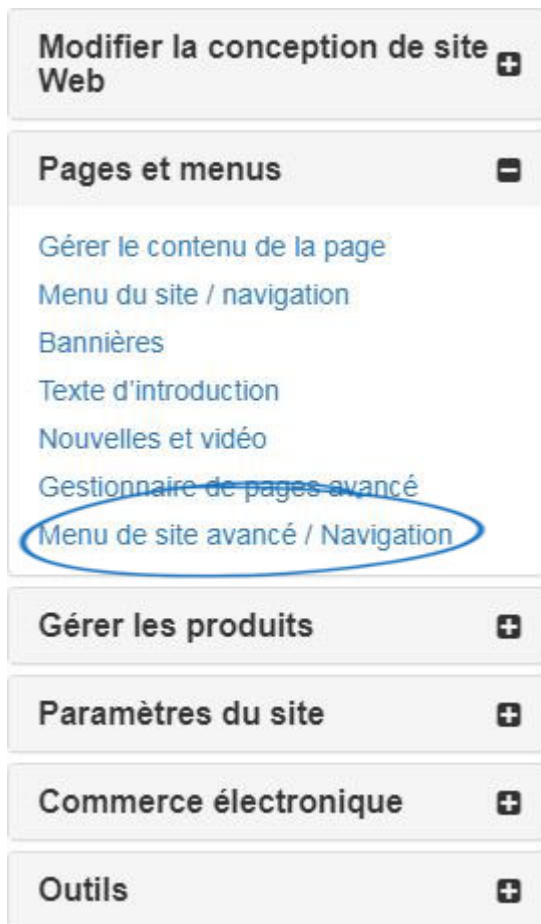 Modifier la conception de site
Web
Pages et menus
Gérer le contenu de la page
Menu du site / navigation
Bannières
Texte d’introduction
Nouvelles et vidéo
Gestionnaire de pages avancé
Menu de site avancé / Navigation
Gérer les produits
Paramètres du site
Commerce électronique
Outils